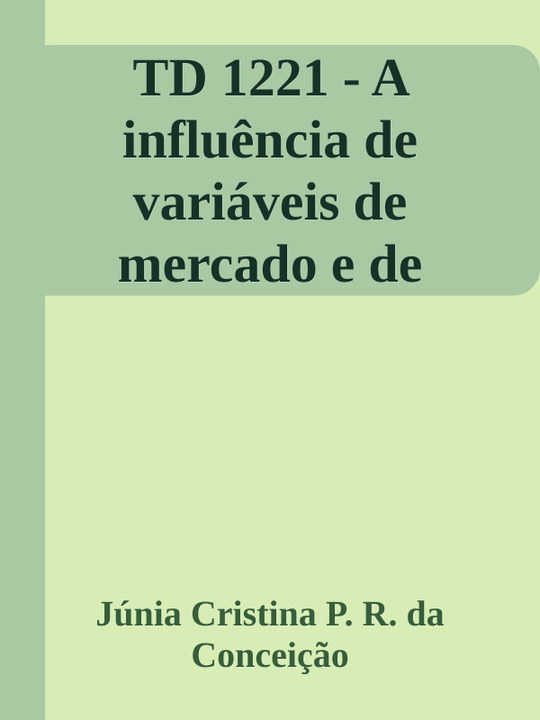 TD 1221 - A
influência de
variáveis de
mercado e de
Júnia Cristina P. R. da
Conceição